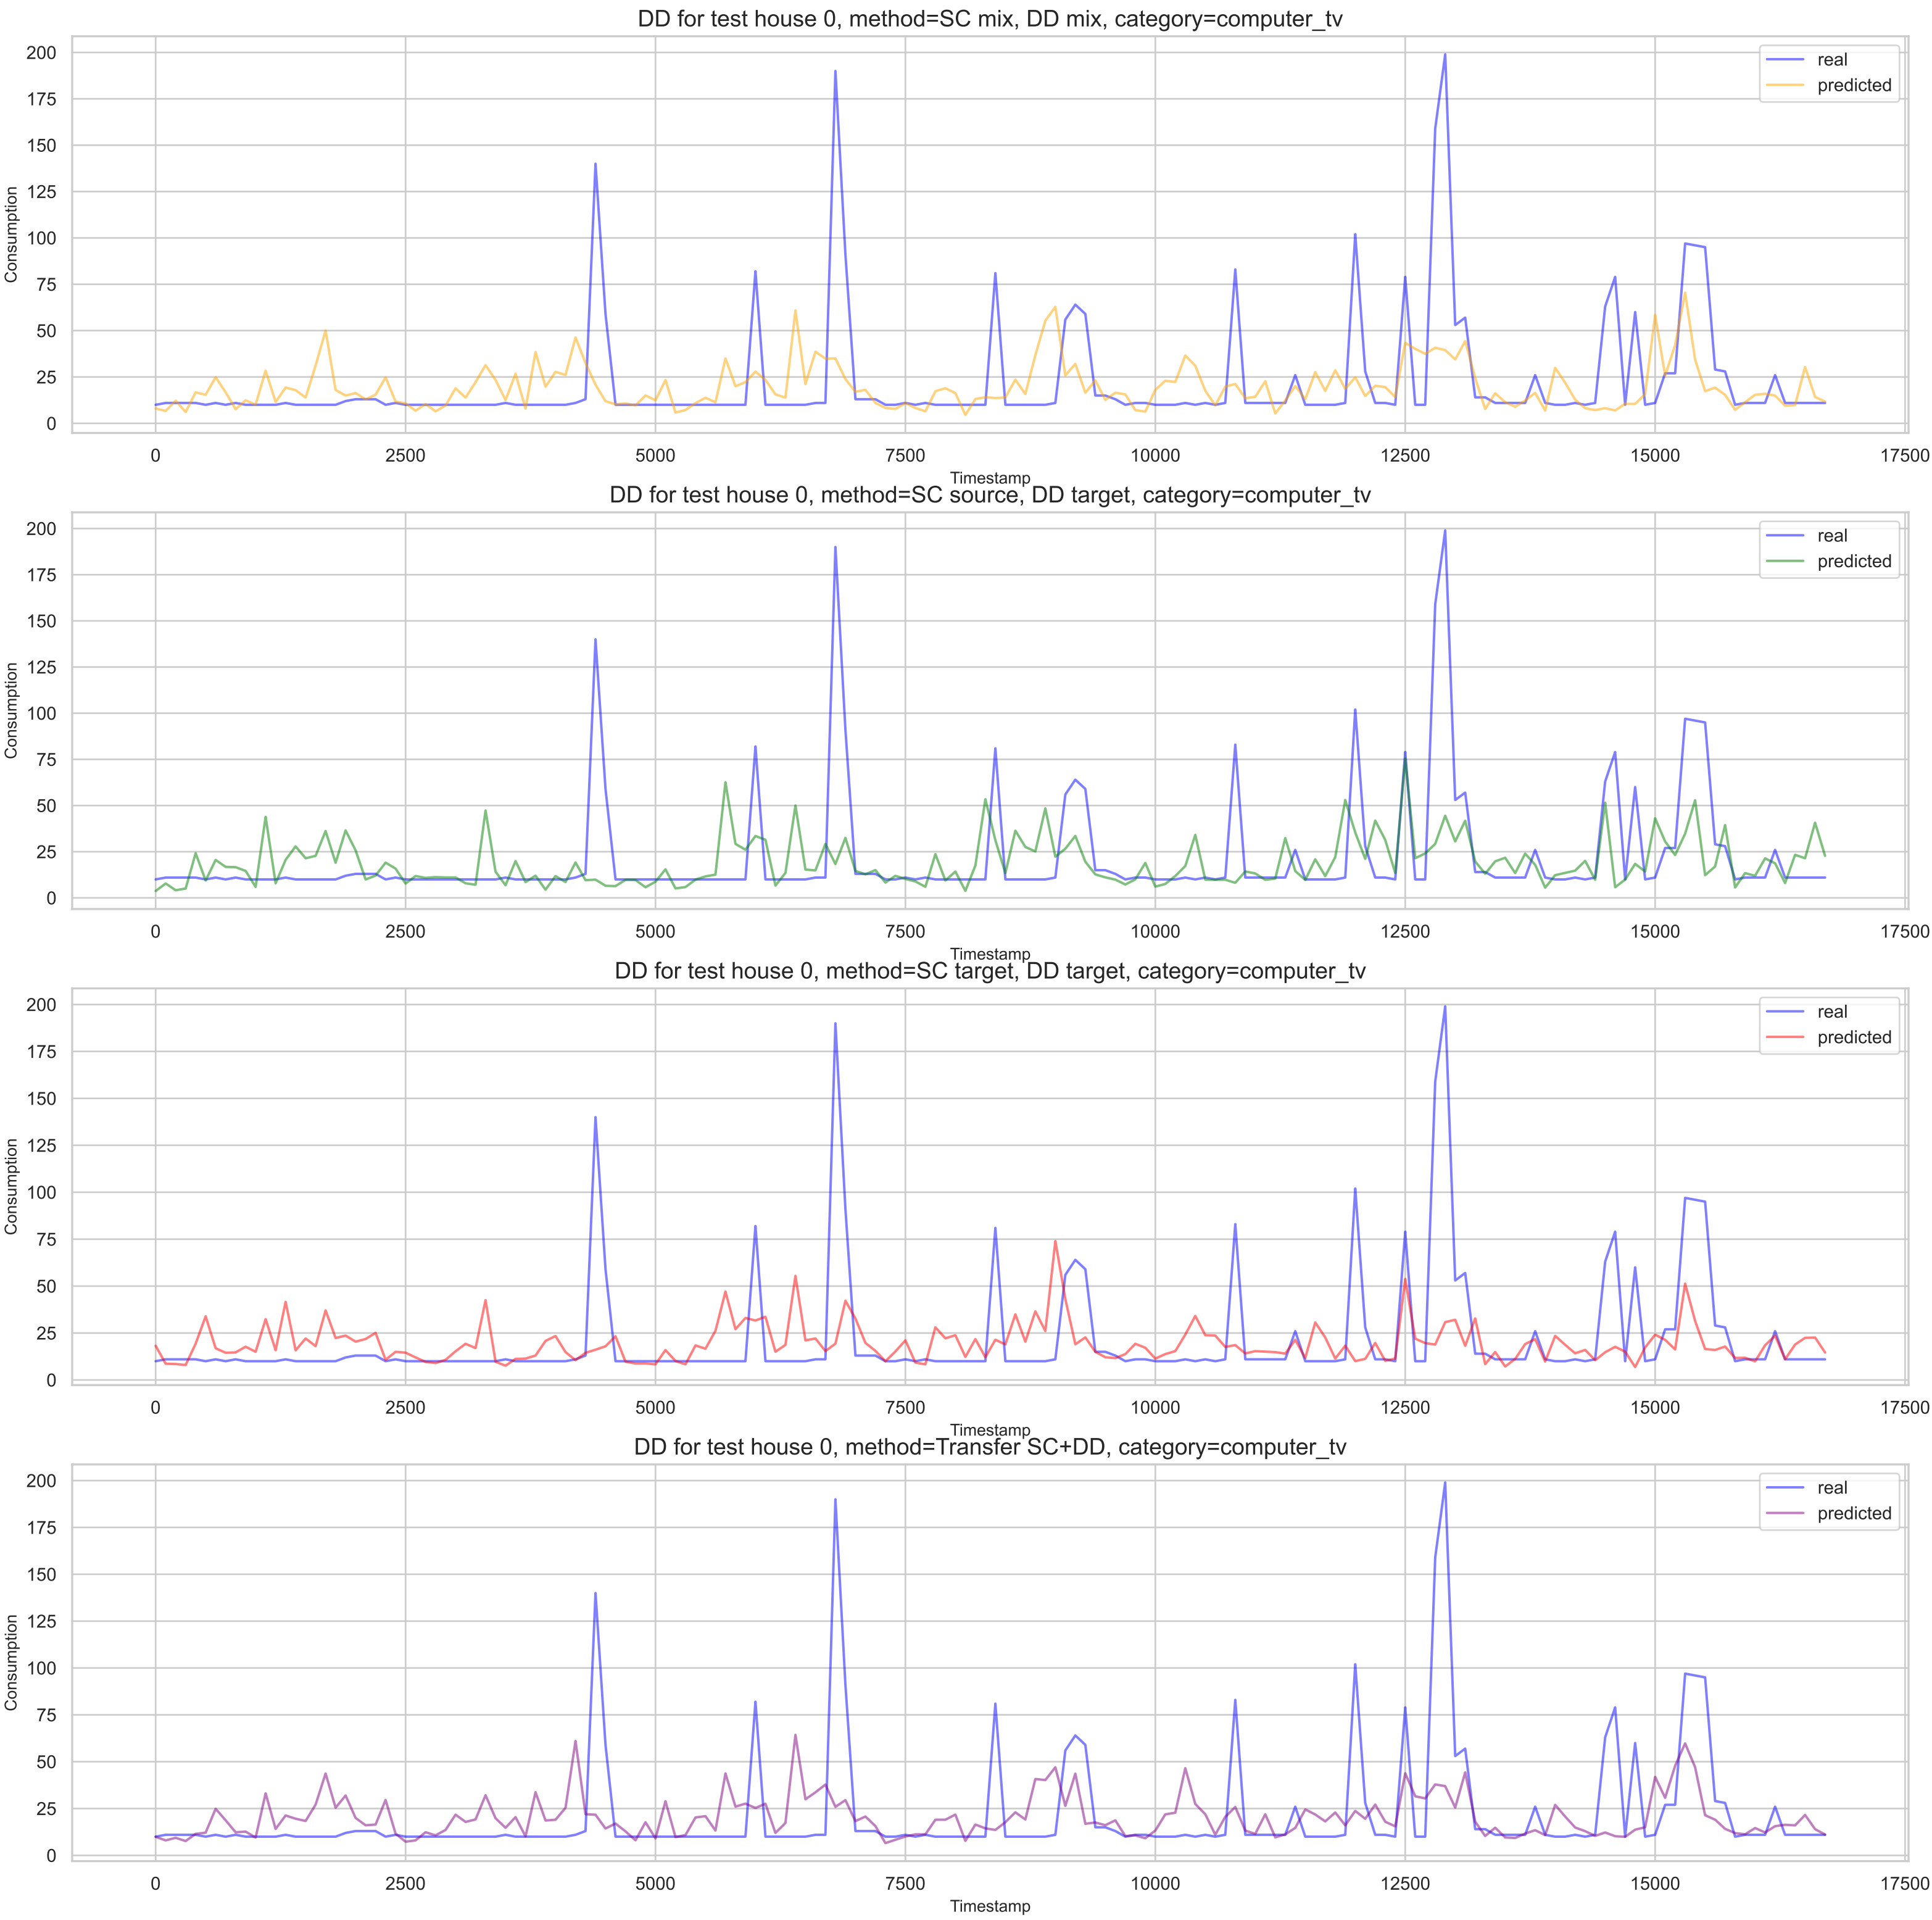 DD for test house 0, method=SC mix, DD mix, category=computer_tv
200
175
150
125
100
75
50
25
0
Consumption
real
predicted
0 2500 5000 7500 10000 12500 15000 17500
Timestamp
DD for test house 0, method=SC source, DD target, category=computer_tv
200
175
150
125
100
75
50
25
0
Consumption
real
predicted
0 2500 5000 7500 10000 12500 15000 17500
Timestamp
DD for test house 0, method=SC target, DD target, category=computer_tv
200
175
150
125
100
75
50
25
0
Consumption
real
predicted
0 2500 5000 7500 10000 12500 15000 17500
Timestamp
DD for test house 0, method=Transfer SC+DD, category=computer_tv
200
175
150
125
100
75
50
25
0
Consumption
real
predicted
0 2500 5000 7500 10000 12500 15000 17500
Timestamp